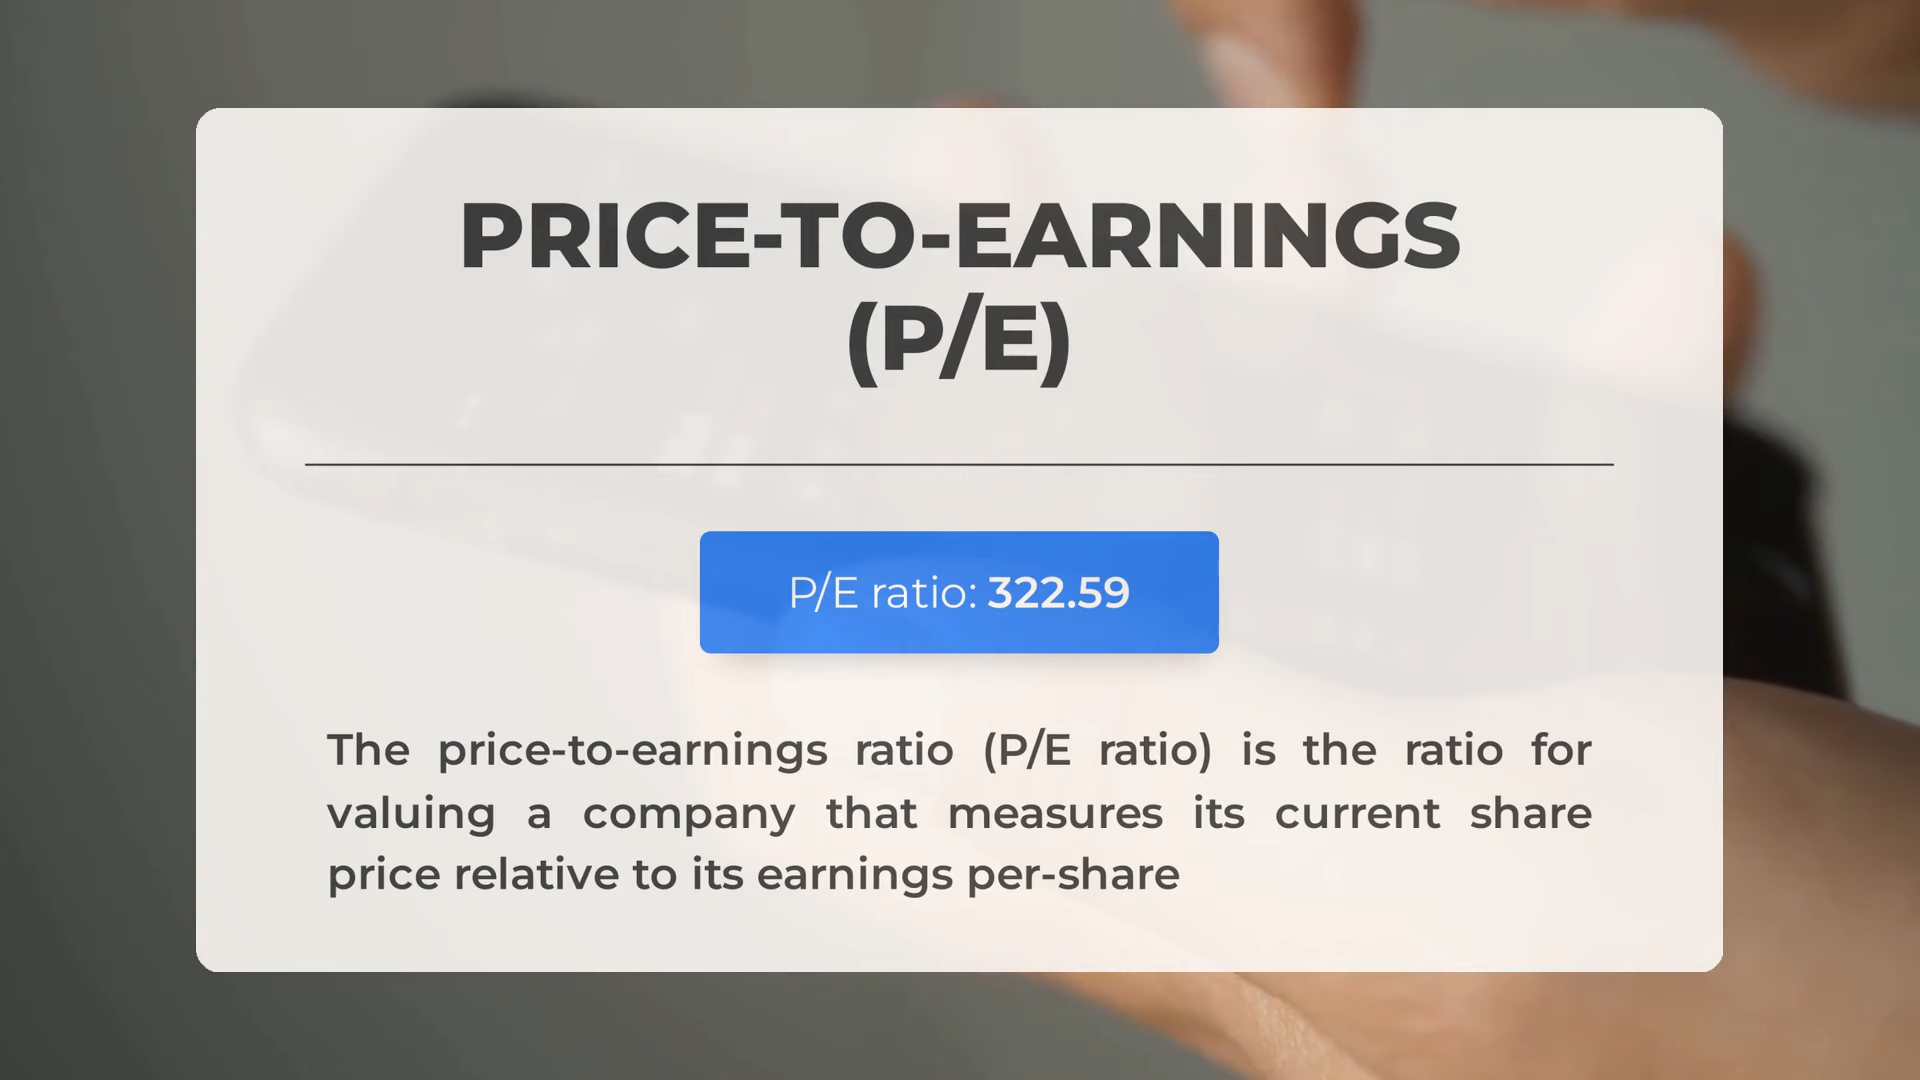 PRICE-TO-EARNINGS
(P/E)
P/E ratio: 322.59
The price-to-earnings ratio (P/E ratio) is the ratio for
valuing a company that measures its current share
price relative to its earnings per-share